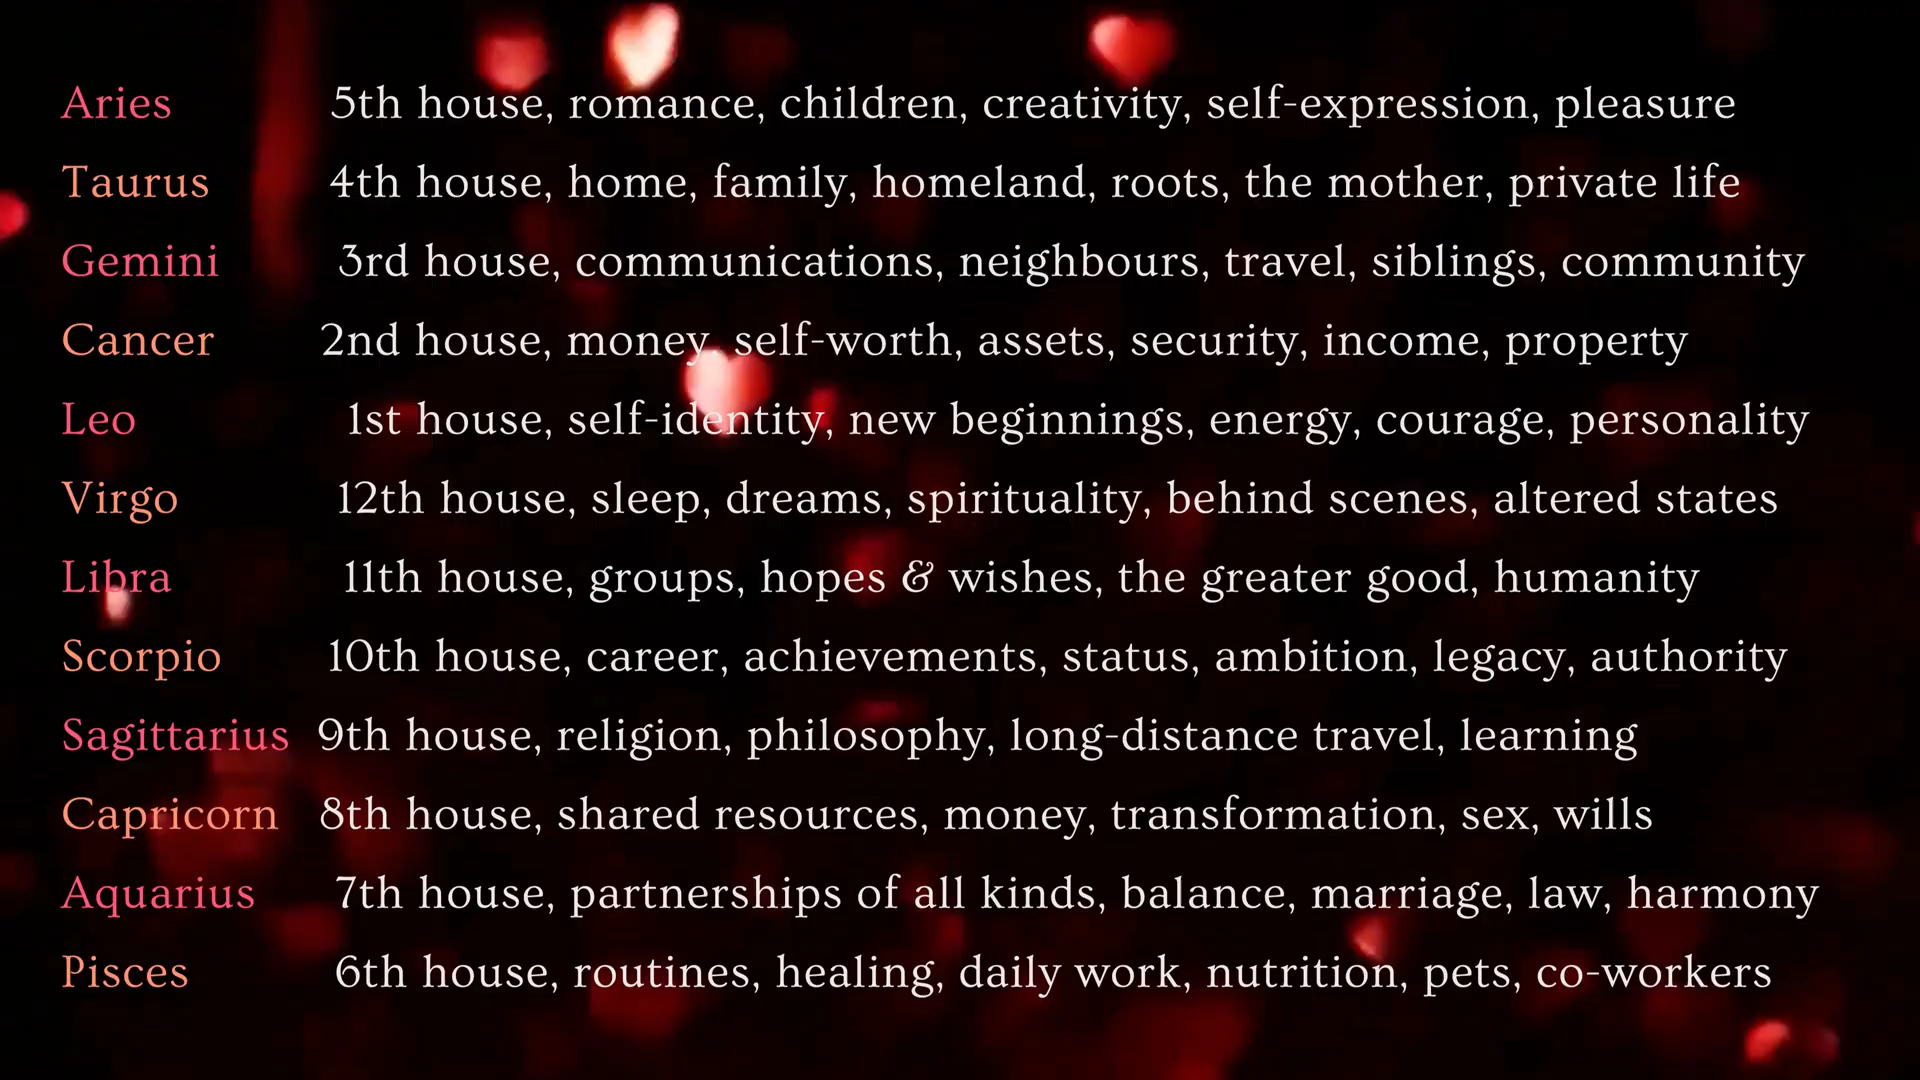 Aries 5th house, romance, children, creativity, self-expression, pleasure
Taurus 4th house, home, family, homeland, roots, the mother, private life
Gemini 3rd house, communications, neighbours, travel, siblings, community
Cancer 2nd house, money, self-worth, assets, security, income, property
Leo 1st house, self-identity, new beginnings, energy, courage, personality
Virgo 12th house, sleep, dreams, spirituality, behind scenes, altered states
Libra 11th house, groups, hopes & wishes, the greater good, humanity
Scorpio 10th house, career, achievements, status, ambition, legacy, authority
Sagittarius 9th house, religion, philosophy, long-distance travel, learning
Capricorn 8th house, shared resources, money, transformation, sex, wills
Aquarius 7th house, partnerships of all kinds, balance, marriage, law, harmony
Pisces 6th house, routines, healing, daily work, nutrition, pets, co-workers